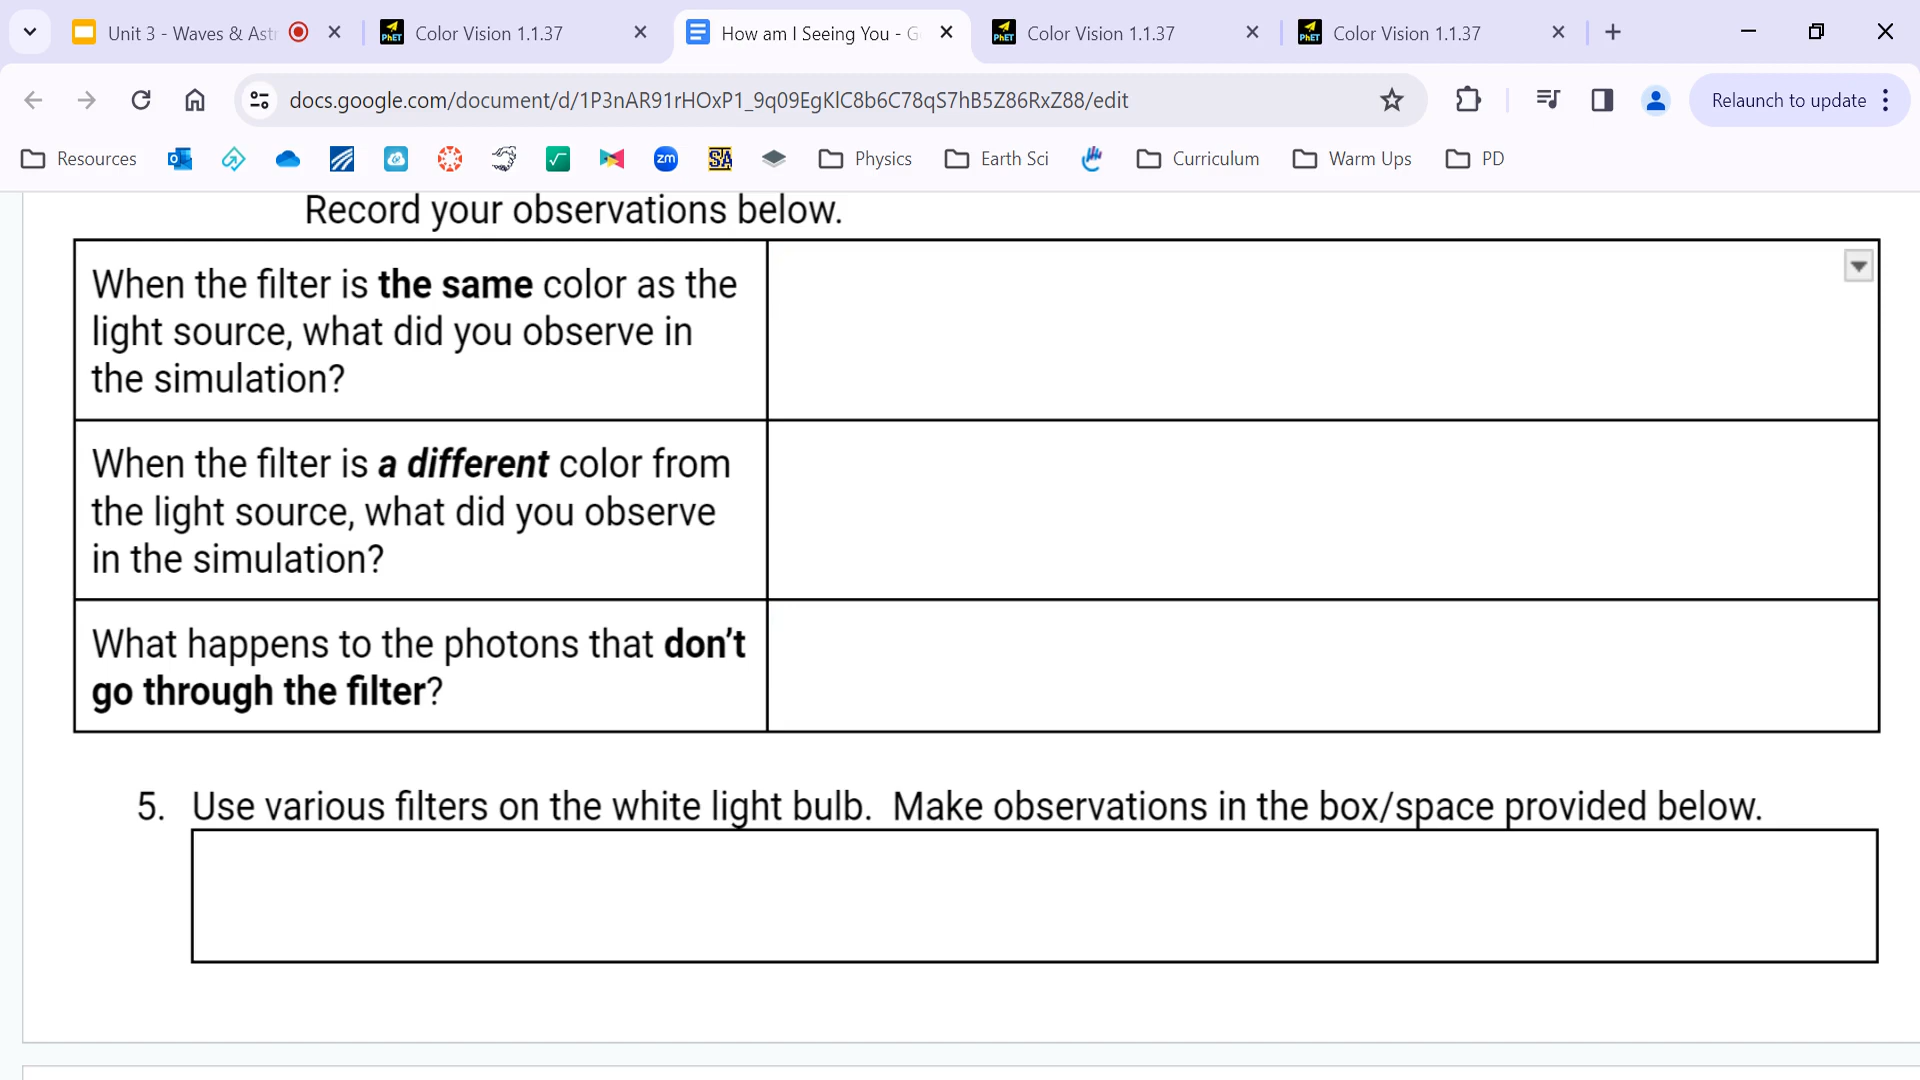 Unit 3 - Waves & Ast
Color Vision 1.1.37
How am I Seeing You - G
Color Vision 1.1.37
Color Vision 1.1.37
docs.google.com/document/d/1P3nAR91rHOxP1_9q09EgKlC8b6C78qS7hB5Z86RxZ88/edit
Relaunch to update
Resources
zm
SA
Physics
Earth Sci
Curriculum
Warm Ups
PD
Record your observations below.
When the filter is the same color as the
light source, what did you observe in
the simulation?
When the filter is a different color from
the light source, what did you observe
in the simulation?
What happens to the photons that don't
go through the filter?
5. Use various filters on the white light bulb. Make observations in the box/space provided below.